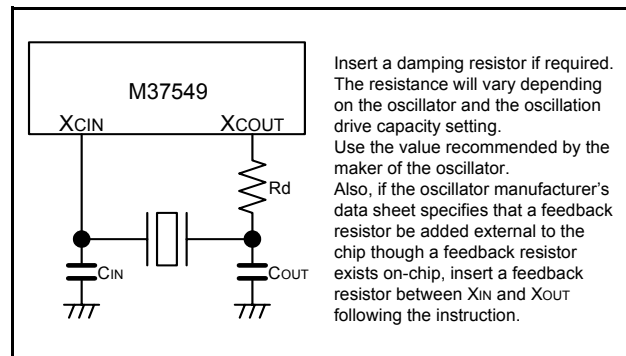 M37549
XCIN
XCOUT
Rd
CIN
COUT
Insert a damping resistor if required.
The resistance will vary depending
on the oscillator and the oscillation
drive capacity setting.
Use the value recommended by the
maker of the oscillator.
Also, if the oscillator manufacturer's
data sheet specifies that a feedback
resistor be added external to the
chip though a feedback resistor
exists on-chip, insert a feedback
resistor between XIN and XOUT
following the instruction.